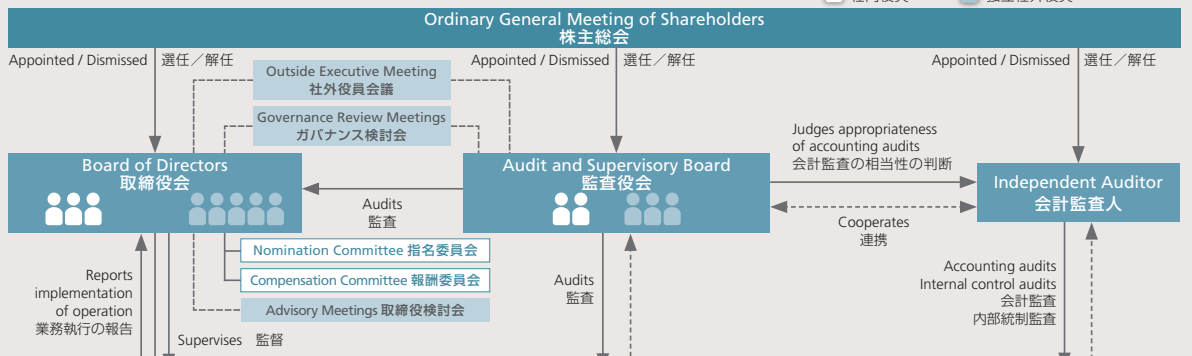 Ordinary General Meeting of Shareholders
株主総会
Appointed / Dismissed 選任／解任
Appointed / Dismissed 選任／解任
Appointed / Dismissed 選任／解任
Outside Executive Meeting
社外役員会議
Governance Review Meetings
ガバナンス検討会
Board of Directors
取締役会
Audits
監査
Audit and Supervisory Board
監査役会
Judges appropriateness
of accounting audits
会計監査の相当性の判断
Cooperates
連携
Independent Auditor
会計監査人
Nomination Committee 指名委員会
Compensation Committee 報酬委員会
Advisory Meetings 取締役検討会
Reports
implementation
of operation
業務執行の報告
Supervises 監督
Audits
監査
Accounting audits
Internal control audits
会計監査
内部統制監査